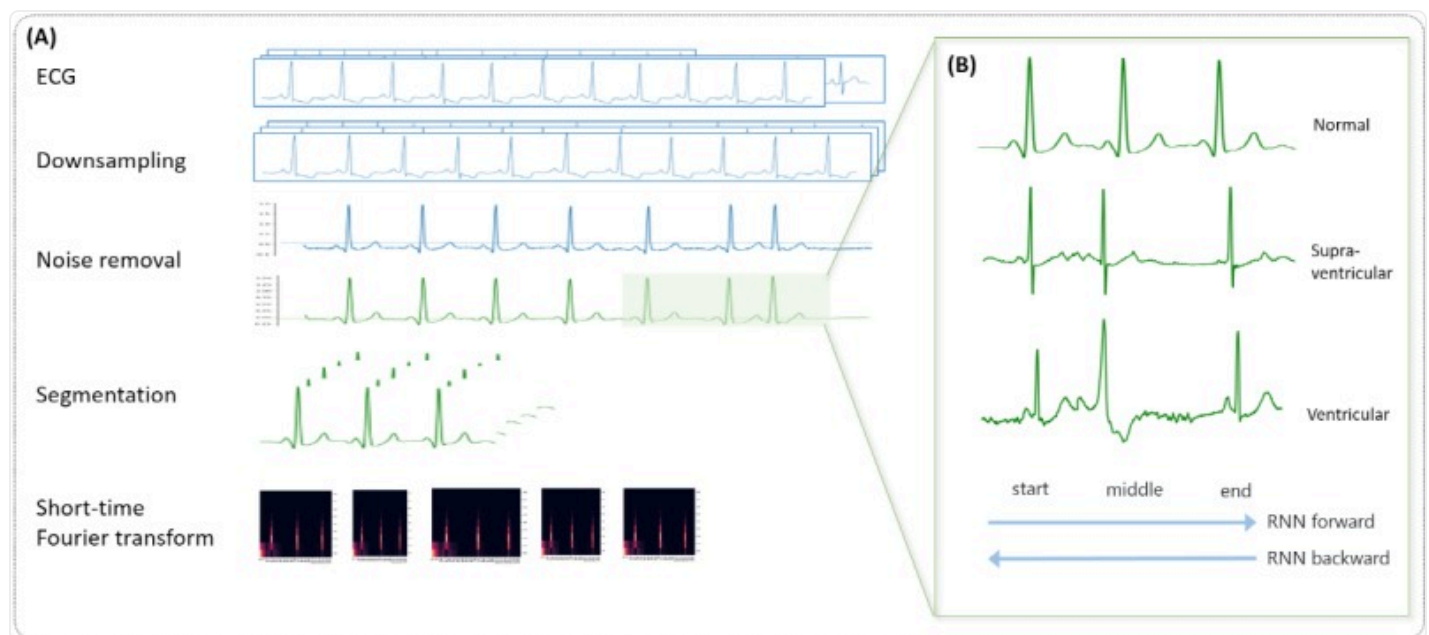 (A)
ECG
Downsampling
Noise removal
Segmentation
Short-time
Fourier transform
(B)
Normal
Supra-
ventricular
Ventricular
start middle end
RNN forward
RNN backward